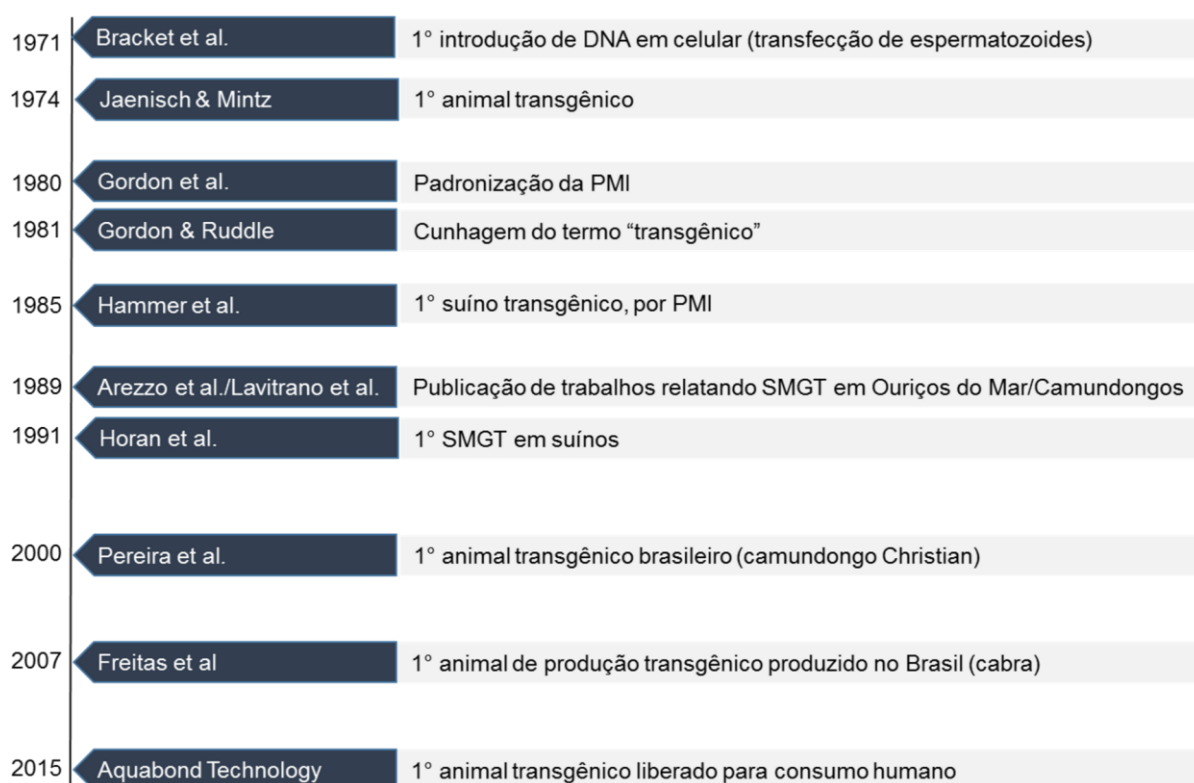 1971 Bracket et al. 1° introdução de DNA em celular (transfecção de espermatozoides)
1974 Jaenisch & Mintz 1° animal transgênico
1980 Gordon et al. Padronização da PMI
1981 Gordon & Ruddle Cunhagem do termo “transgênico”
1985 Hammer et al. 1° suíno transgênico, por PMI
1989 Arezzo et al./Lavitrano et al. Publicação de trabalhos relatando SMGT em Ouriços do Mar/Camundongos
1991 Horan et al. 1° SMGT em suínos
2000 Pereira et al. 1° animal transgênico brasileiro (camundongo Christian)
2007 Freitas et al 1° animal de produção transgênico produzido no Brasil (cabra)
2015 Aquabond Technology 1° animal transgênico liberado para consumo humano